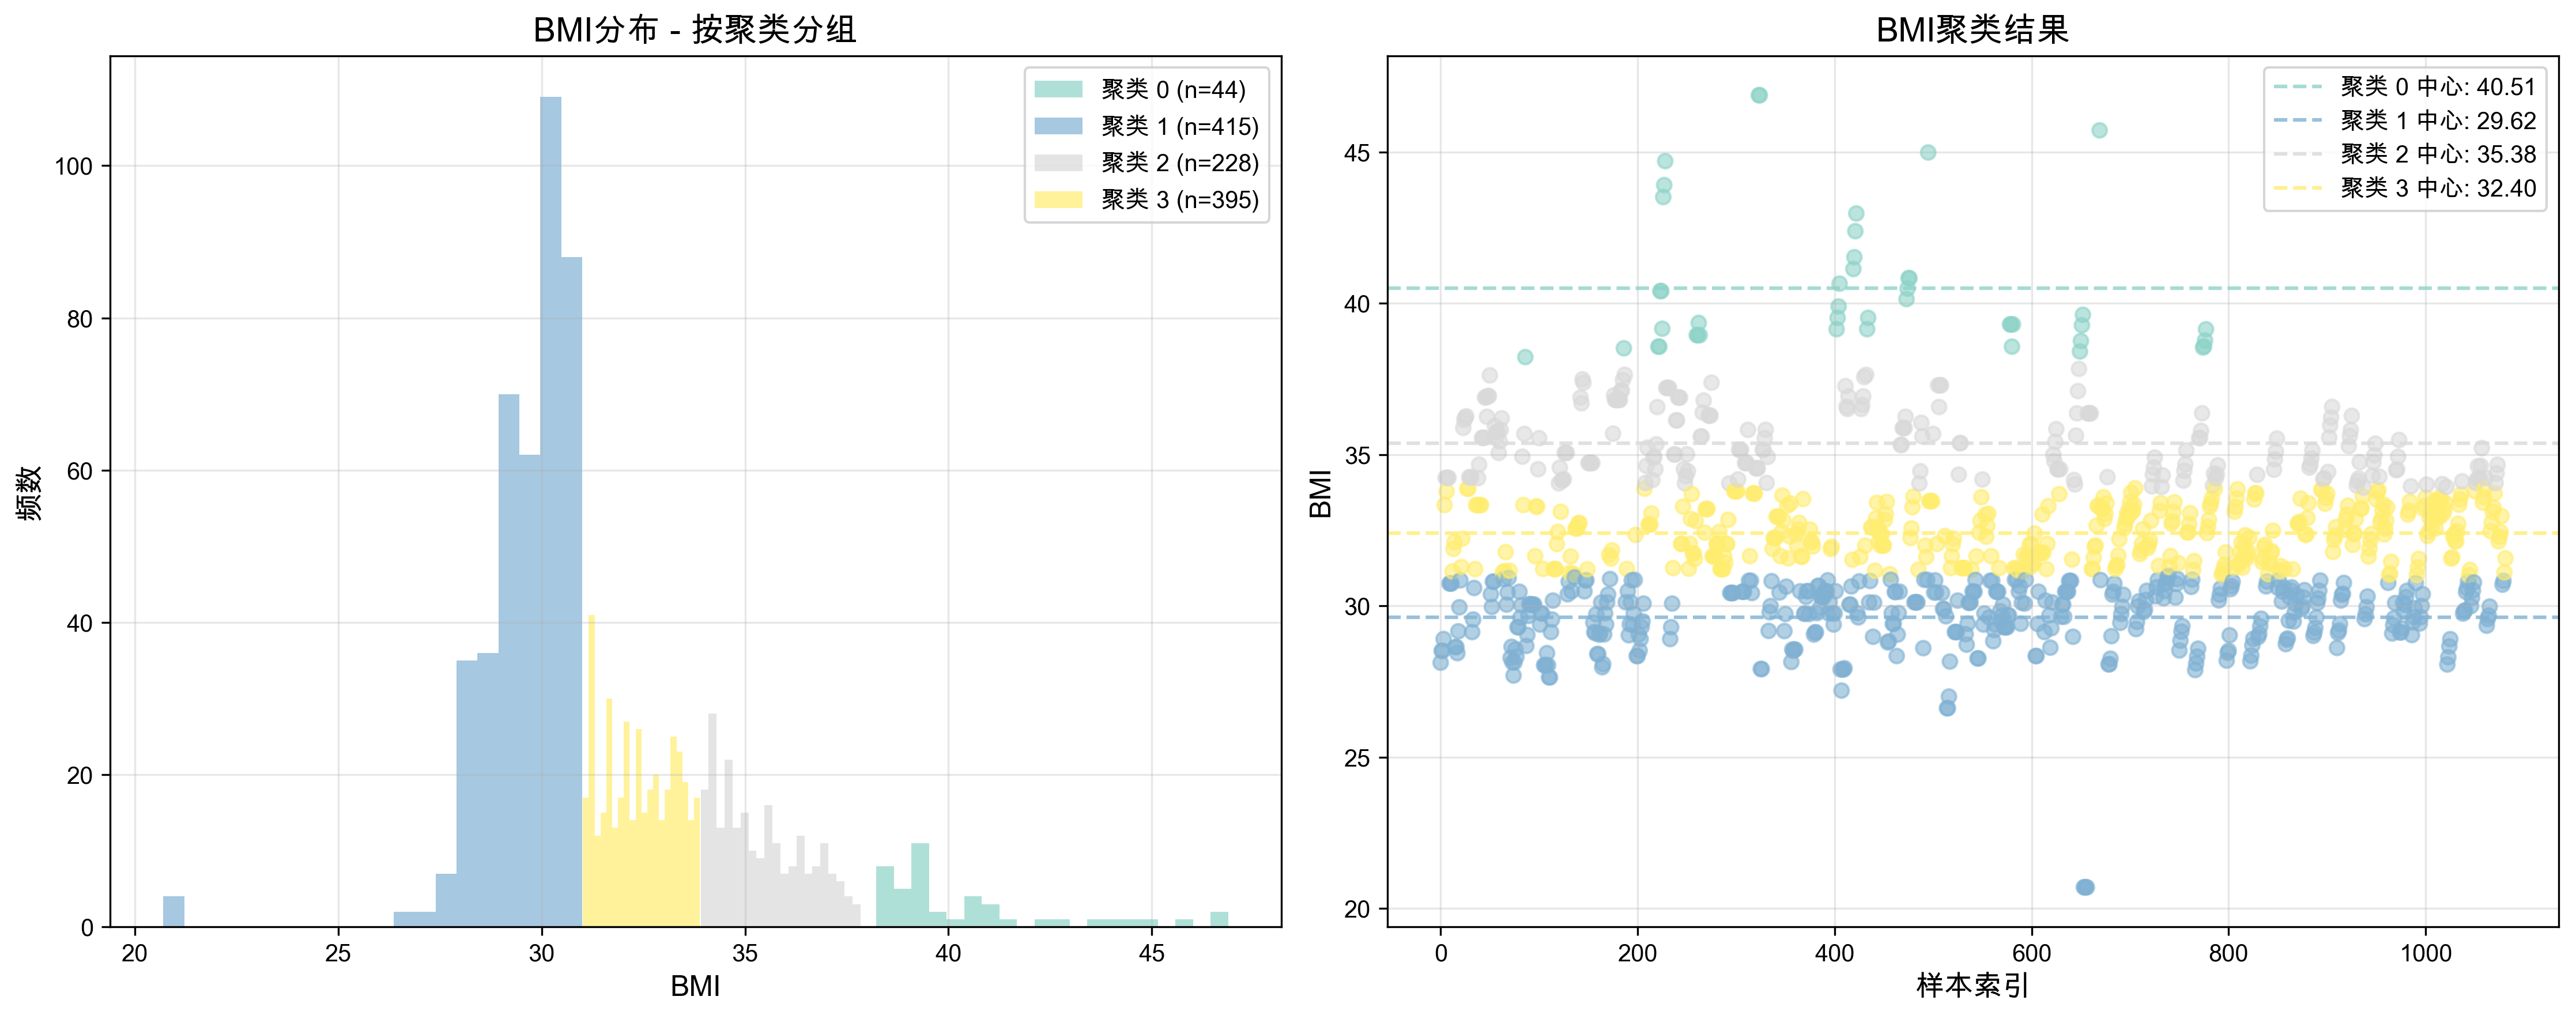 BMI分布 - 按聚类分组
聚类 0 (n=44)
聚类 1 (n=415)
聚类 2 (n=228)
聚类 3 (n=395)
频数
100
80
60
40
20
0
20
25
30
35
40
45
BMI
BMI聚类结果
聚类 0 中心: 40.51
聚类 1 中心: 29.62
聚类 2 中心: 35.38
聚类 3 中心: 32.40
BMI
45
40
35
30
25
20
0
200
400
600
800
1000
样本索引